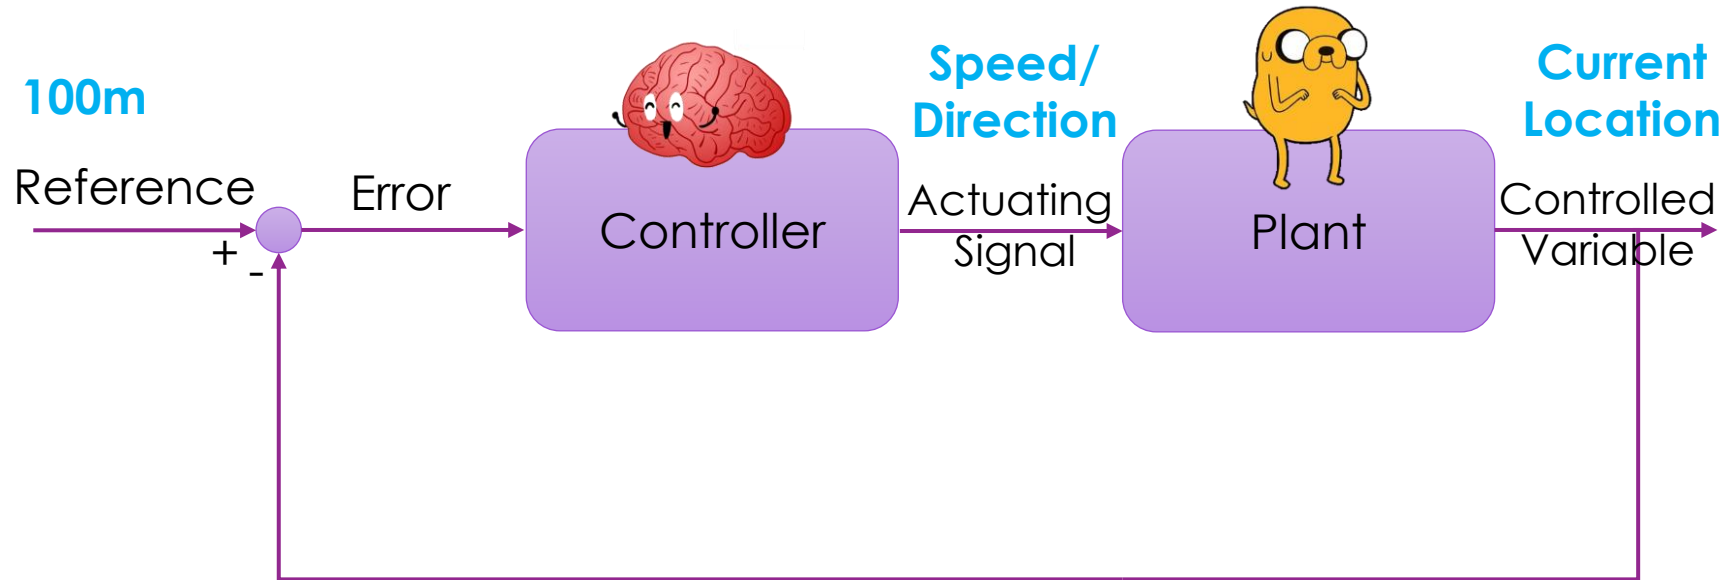 100m
Speed/
Direction
Current
Location
Reference
Error
Controller
Actuating
Signal
Plant
Controlled
Variable
+
-